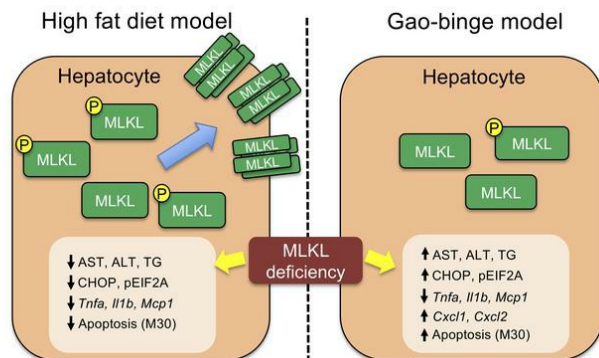 High fat diet model
Hepatocyte
MLKL
MLKL
MLKL
MLKL
MLKL
MLKL
P
MLKL
P
MLKL
MLKL
MLKL
P
MLKL
↓ AST, ALT, TG
↓ CHOP, pEIF2A
↓ Tnfa, Il1b, Mcp1
↓ Apoptosis (M30)
MLKL
deficiency
Gao-binge model
Hepatocyte
MLKL
P
MLKL
MLKL
↑ AST, ALT, TG
↑ CHOP, pEIF2A
↓ Tnfa, Il1b, Mcp1
↑ Cxcl1, Cxcl2
↑ Apoptosis (M30)